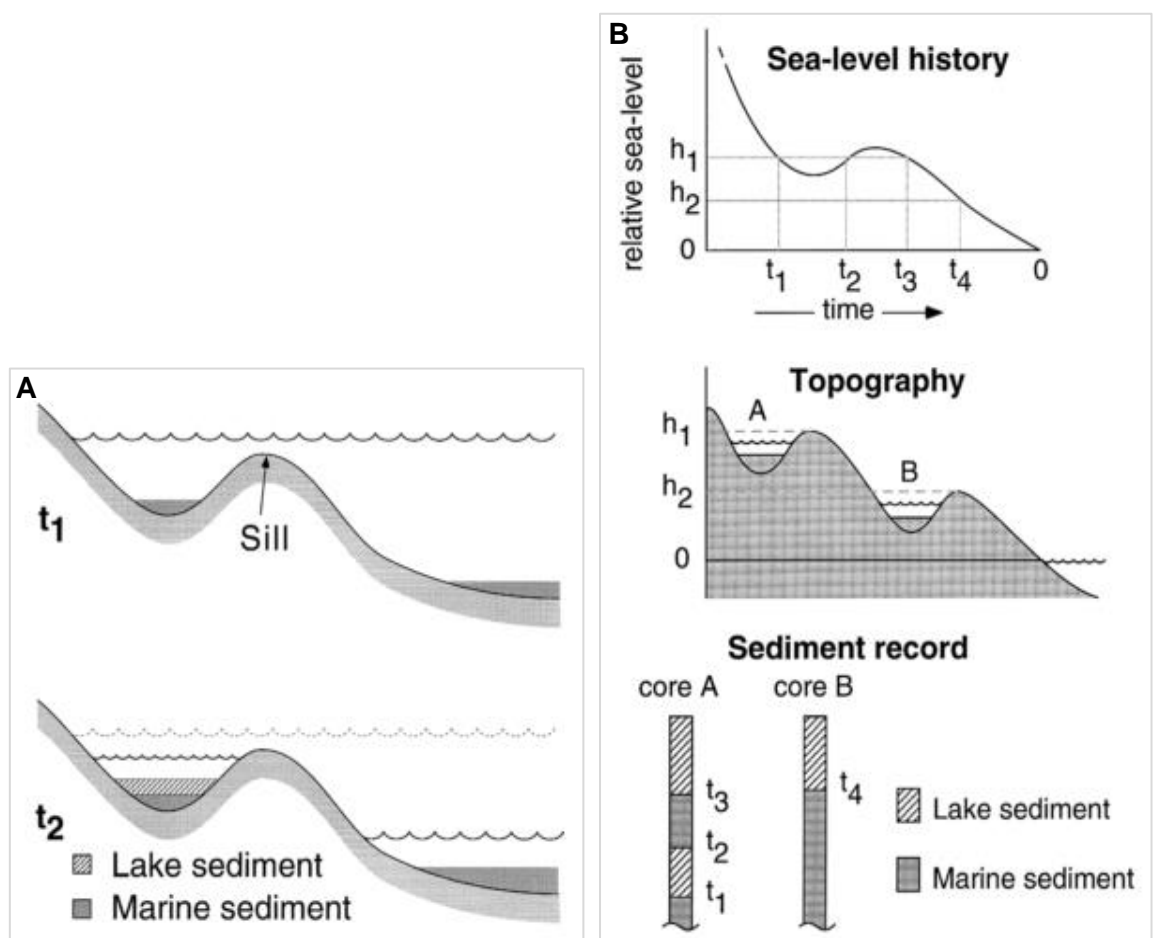 A
t1
Sill
t2
Lake sediment
Marine sediment
B
Sea-level history
relative sea-level
h1
h2
0
t1 t2 t3 t4 0
time
Topography
A
h1
B
h2
0
Sediment record
core A core B
t3
t4
t2
t1
Lake sediment
Marine sediment